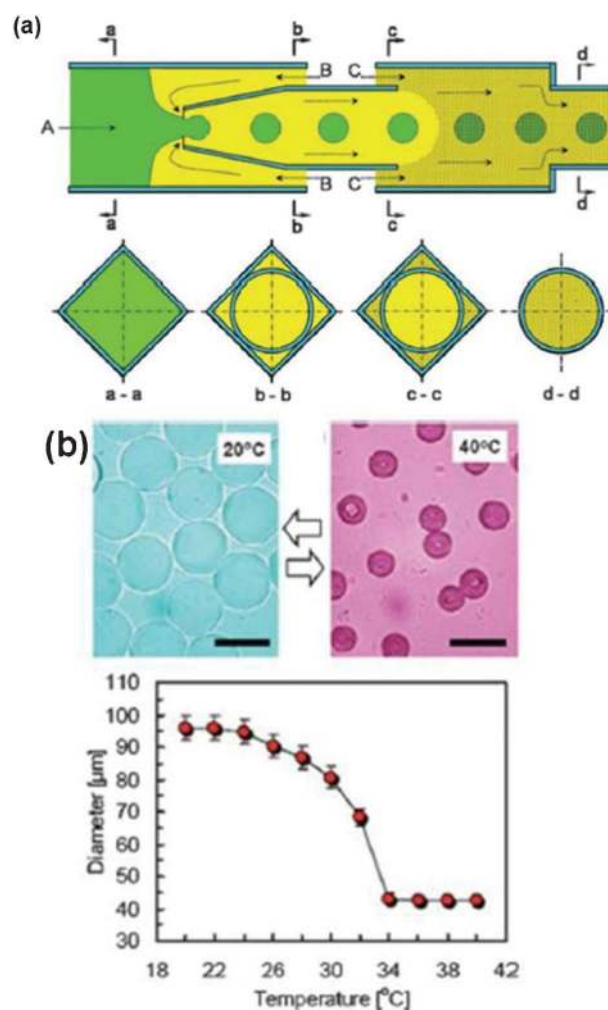 (a)
a b c d
B C
A
B C
a b c d
a - a b - b c - c d - d
(b)
20°C 40°C
110
100
90
80
70
60
50
40
30
18 22 26 30 34 38 42
Diameter [μm]
Temperature [°C]